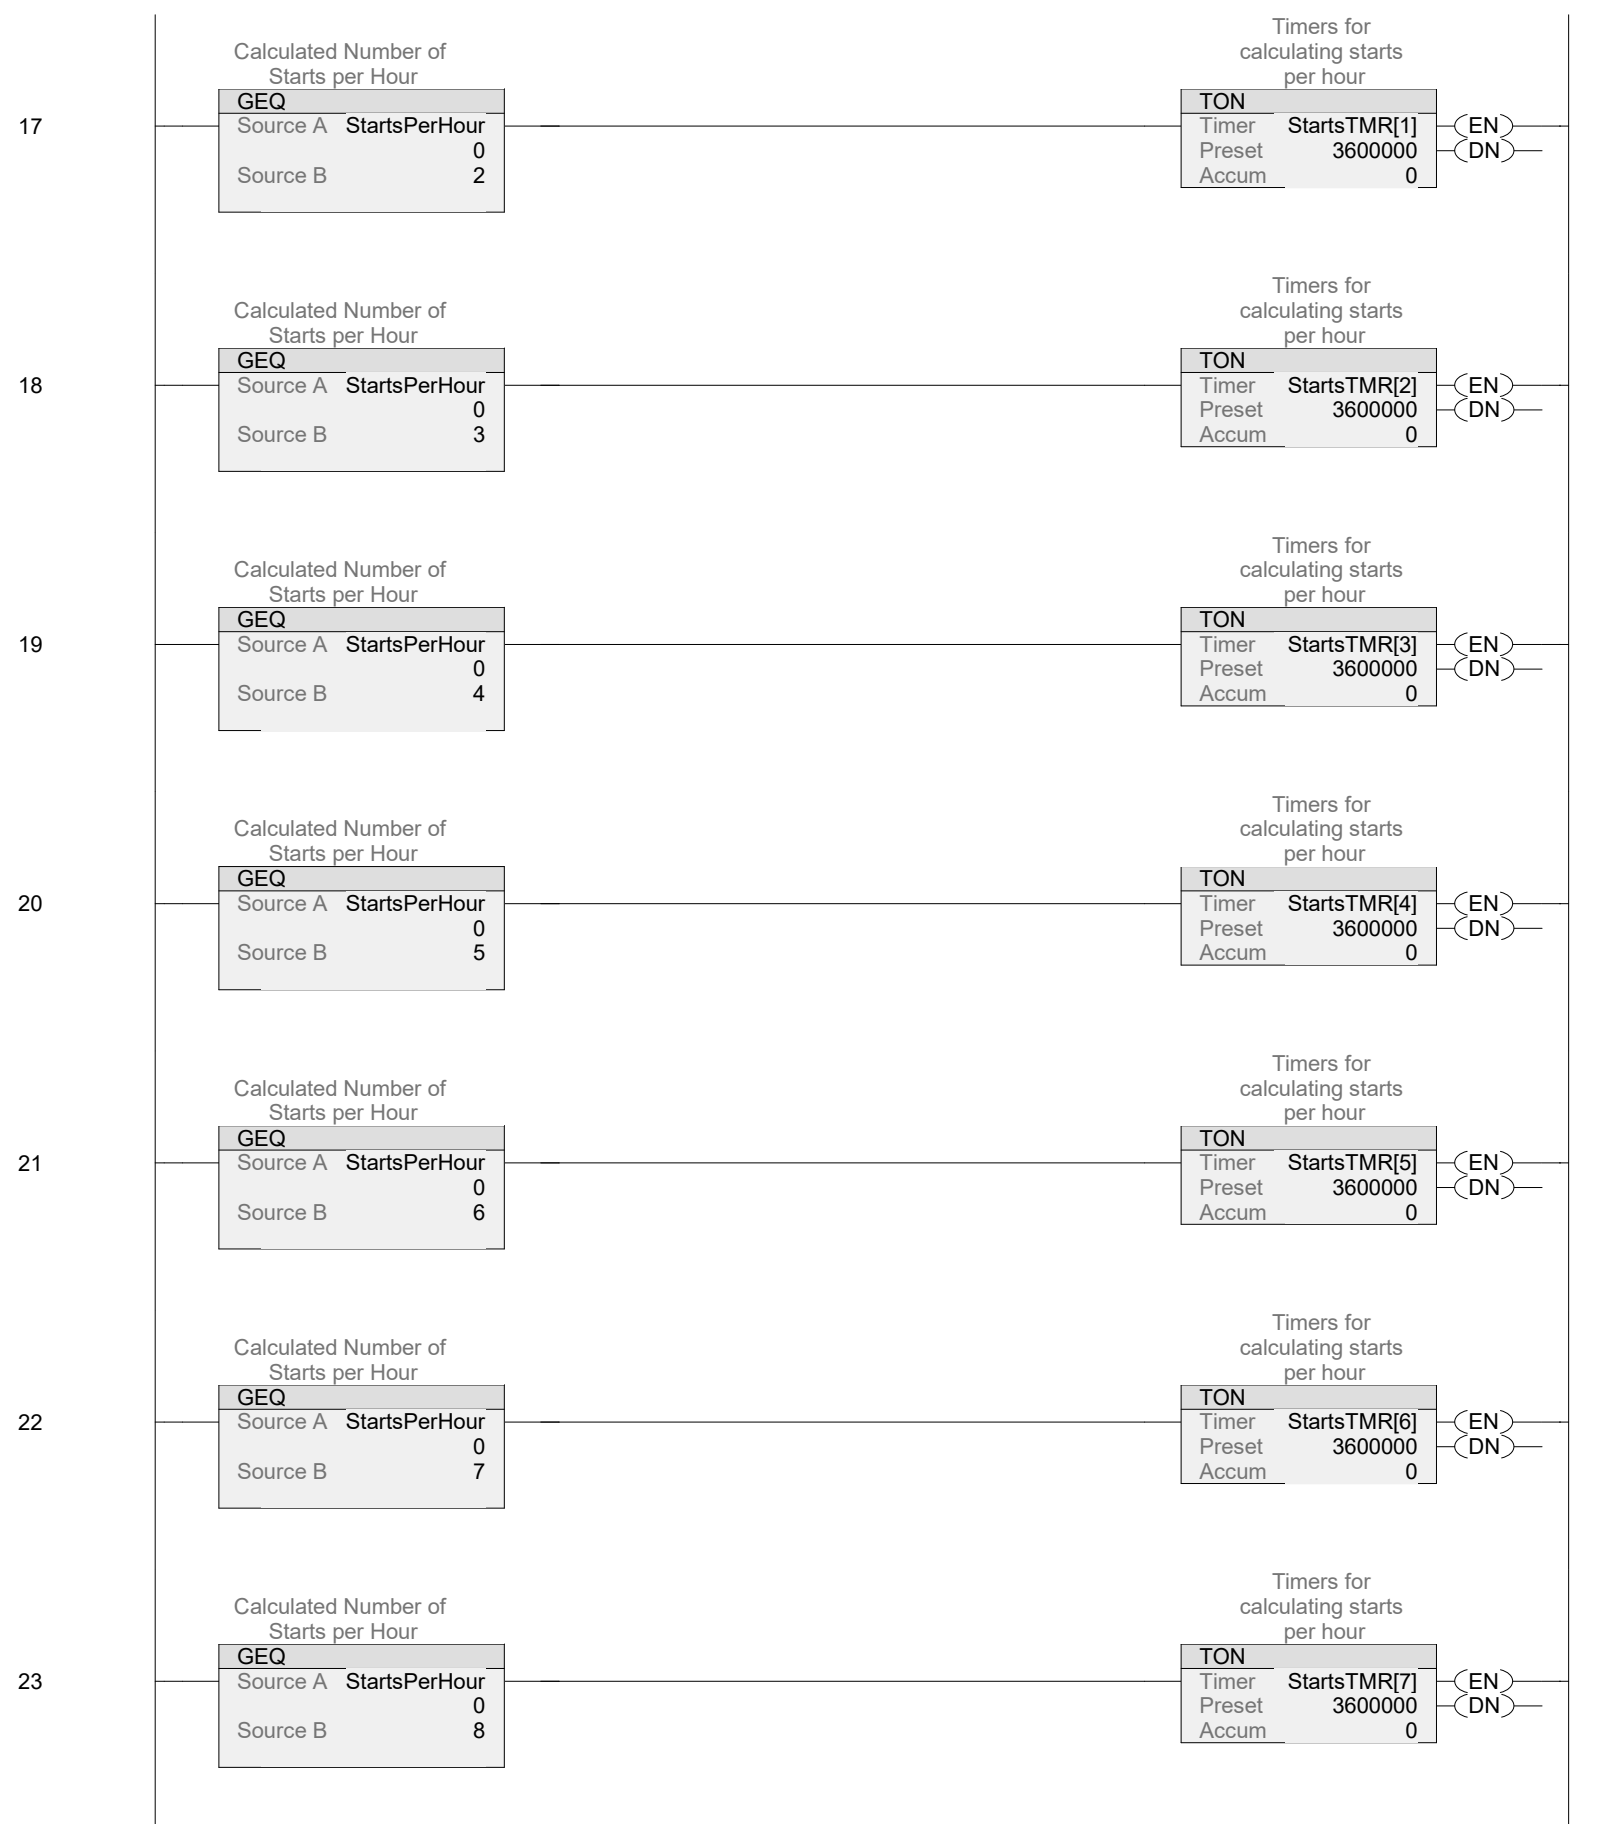 Calculated Number of
Starts per Hour
Timers for
calculating starts
per hour
17
GEQ
Source A StartsPerHour
0
Source B 2
TON
Timer StartsTMR[1]
Preset 3600000
Accum 0
EN
DN
Calculated Number of
Starts per Hour
Timers for
calculating starts
per hour
18
GEQ
Source A StartsPerHour
0
Source B 3
TON
Timer StartsTMR[2]
Preset 3600000
Accum 0
EN
DN
Calculated Number of
Starts per Hour
Timers for
calculating starts
per hour
19
GEQ
Source A StartsPerHour
0
Source B 4
TON
Timer StartsTMR[3]
Preset 3600000
Accum 0
EN
DN
Calculated Number of
Starts per Hour
Timers for
calculating starts
per hour
20
GEQ
Source A StartsPerHour
0
Source B 5
TON
Timer StartsTMR[4]
Preset 3600000
Accum 0
EN
DN
Calculated Number of
Starts per Hour
Timers for
calculating starts
per hour
21
GEQ
Source A StartsPerHour
0
Source B 6
TON
Timer StartsTMR[5]
Preset 3600000
Accum 0
EN
DN
Calculated Number of
Starts per Hour
Timers for
calculating starts
per hour
22
GEQ
Source A StartsPerHour
0
Source B 7
TON
Timer StartsTMR[6]
Preset 3600000
Accum 0
EN
DN
Calculated Number of
Starts per Hour
Timers for
calculating starts
per hour
23
GEQ
Source A StartsPerHour
0
Source B 8
TON
Timer StartsTMR[7]
Preset 3600000
Accum 0
EN
DN